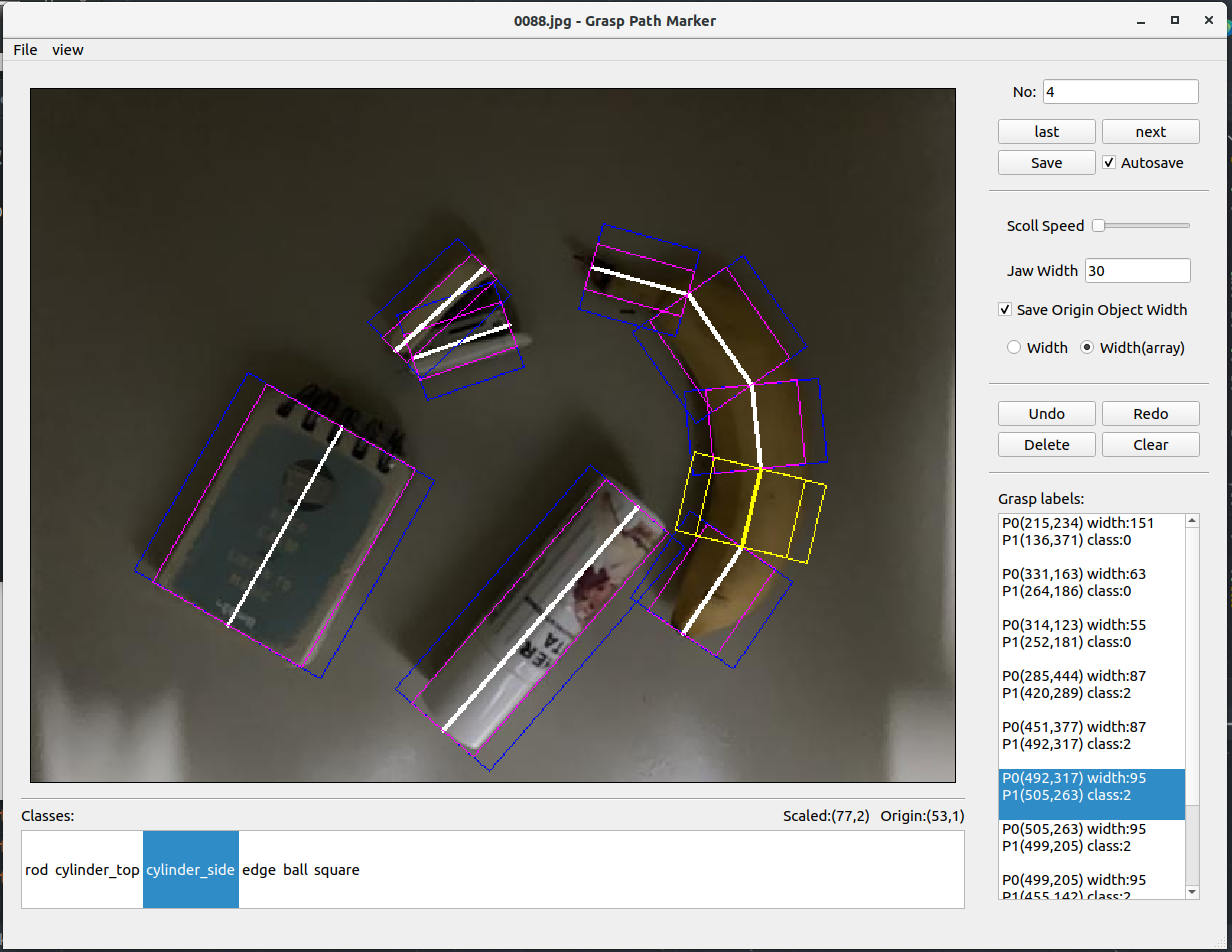 0088.jpg - Grasp Path Marker
File view
No: 4
last next
Save Autosave
Scoll Speed
Jaw Width 30
Save Origin Object Width
Width Width(array)
Undo Redo
Delete Clear
Grasp labels:
P0(215,234) width:151
P1(136,371) class:0
P0(331,163) width:63
P1(264,186) class:0
P0(314,123) width:55
P1(252,181) class:0
P0(285,444) width:87
P1(420,289) class:2
P0(451,377) width:87
P1(492,317) class:2
P0(492,317) width:95
P1(505,263) class:2
P0(505,263) width:95
P1(499,205) class:2
P0(499,205) width:95
P1(455,142) class:2
Classes: Scaled:(77,2) Origin:(53,1)
rod cylinder_top cylinder_side edge ball square